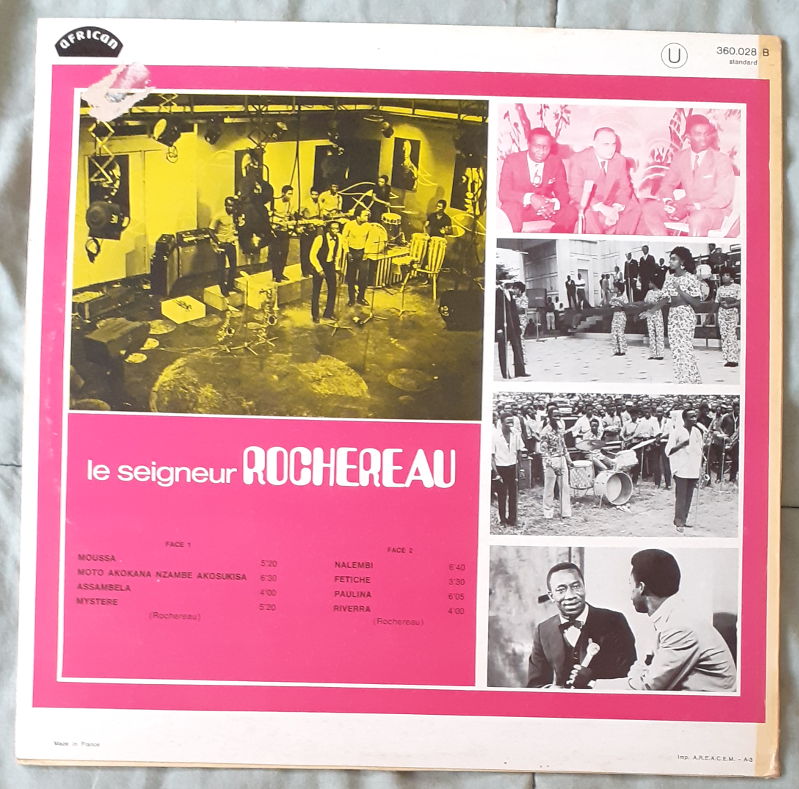 african
U
360.028 B
standard
le seigneur ROCHEREAU
FACE 1
MOUSSA 5'20
MOTO AKOKANA NZAMBE AKOSUKISA 6'30
ASSAMBELA 4'00
MYSTERE 5'20
(Rochereau)
FACE 2
NALEMBI 6'40
FETICHE 3'30
PAULINA 6'05
RIVERRA 4'00
(Rochereau)
Made in France
Imp. A.R.E.A.C.E.M. - A-3